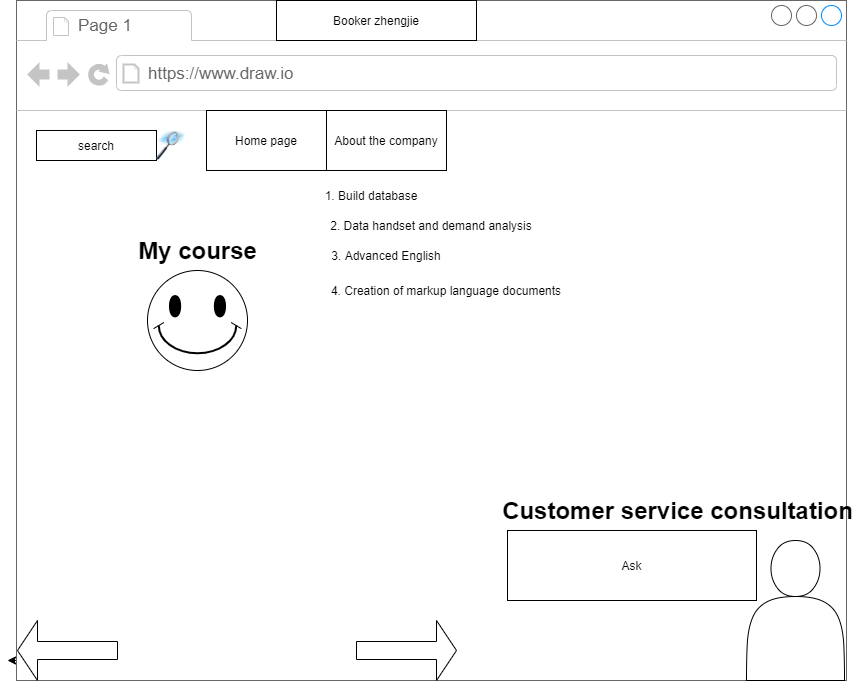 Page 1
Booker zhengjie
https://www.draw.io
search
Home page
About the company
1. Build database
2. Data handset and demand analysis
3. Advanced English
4. Creation of markup language documents
My course
Customer service consultation
Ask